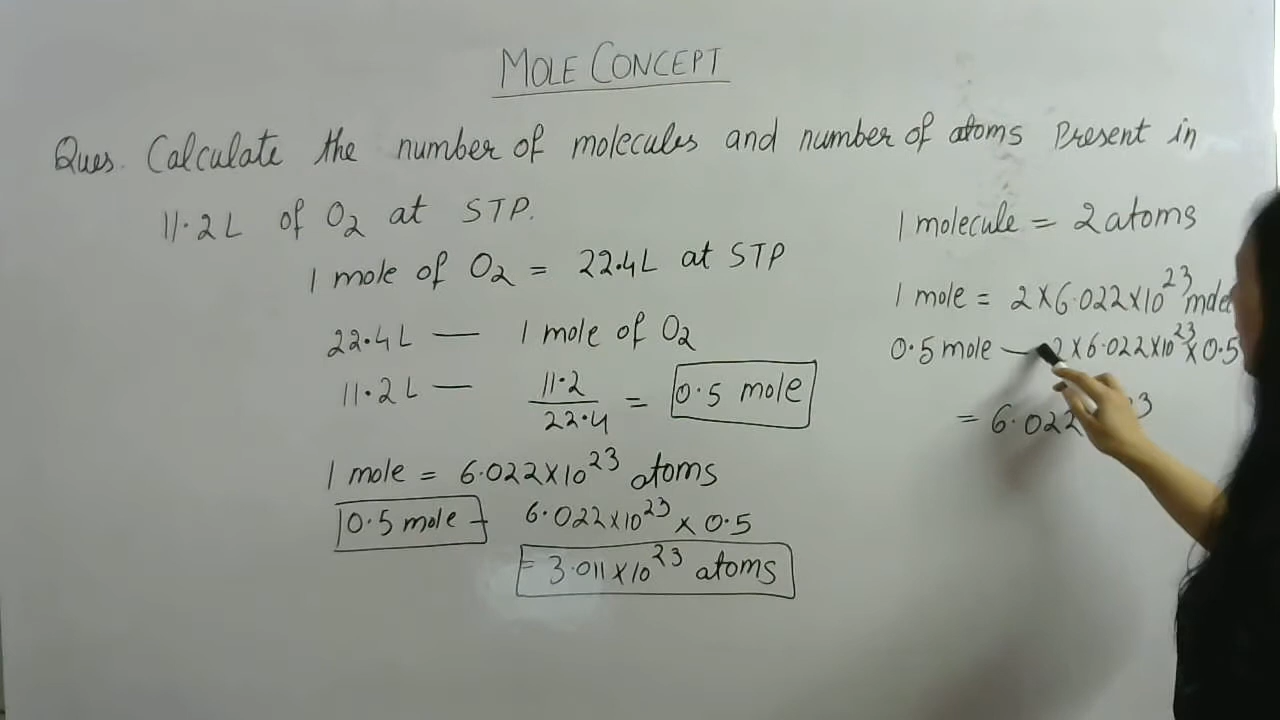 MOLE CONCEPT
Ques. Calculate the number of molecules and number of atoms present in
11.2L of O2 at STP.
1 mole of O2 = 22.4L at STP
22.4L — 1 mole of O2
11.2L — 11.2/22.4 = 0.5 mole
1 mole = 6.022×10^23 atoms
0.5 mole — 6.022×10^23 × 0.5
= 3.011×10^23 atoms
1 molecule = 2 atoms
1 mole = 2×6.022×10^23
0.5 mole — 2×6.022×10^23×0.5
= 6.022